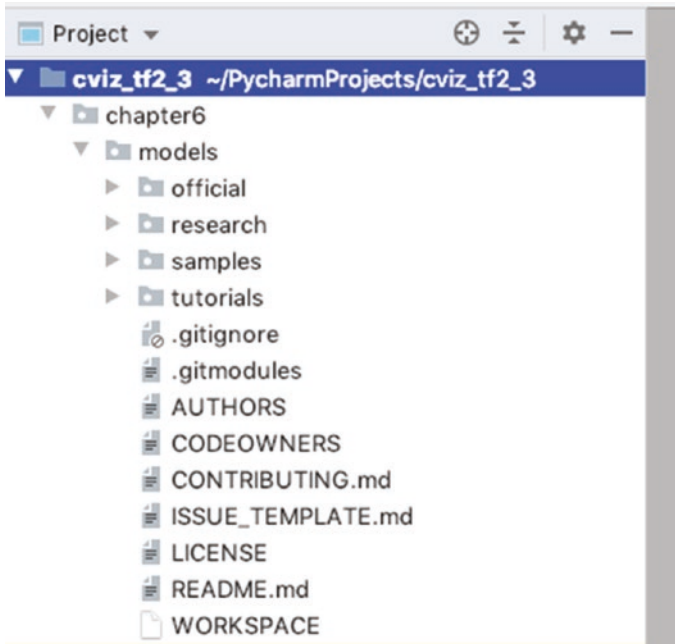 Project
cviz_tf2_3 ~/PycharmProjects/cviz_tf2_3
chapter6
models
official
research
samples
tutorials
.gitignore
.gitmodules
AUTHORS
CODEOWNERS
CONTRIBUTING.md
ISSUE_TEMPLATE.md
LICENSE
README.md
WORKSPACE